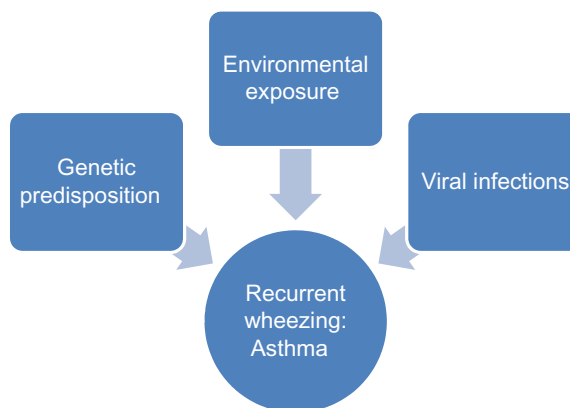 Environmental
exposure
Genetic
predisposition
Viral infections
Recurrent
wheezing:
Asthma